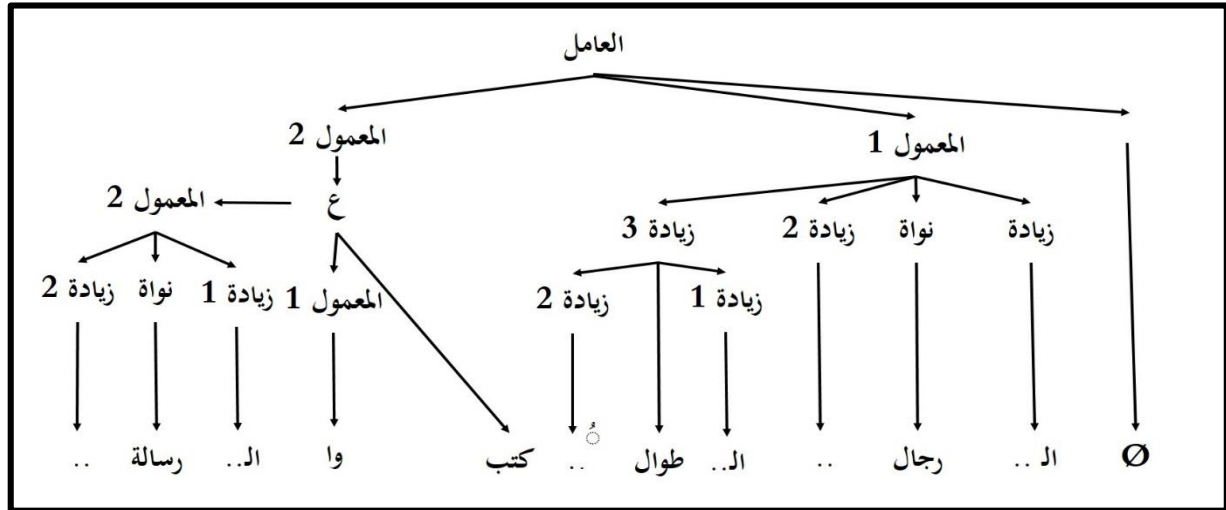 العامل
المعمول 1 المعمول 2
زيادة نواة زيادة 2 زيادة 3 ع المعمول 2
زيادة 1 زيادة 2 المعمول 1 زيادة 1 نواة زيادة 2
Ø الـ .. رجال .. الـ.. طوال ..ُ كتب وا الـ.. رسالة ..